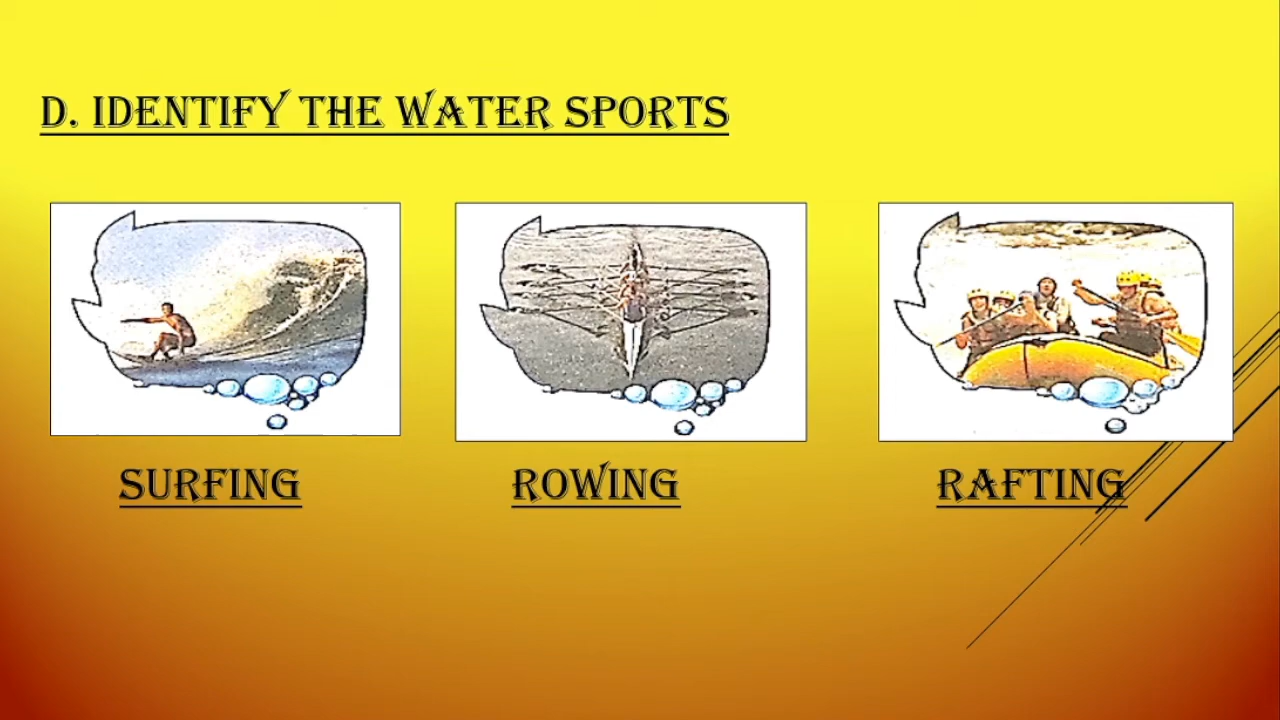 D. IDENTIFY THE WATER SPORTS
SURFING
ROWING
RAFTING